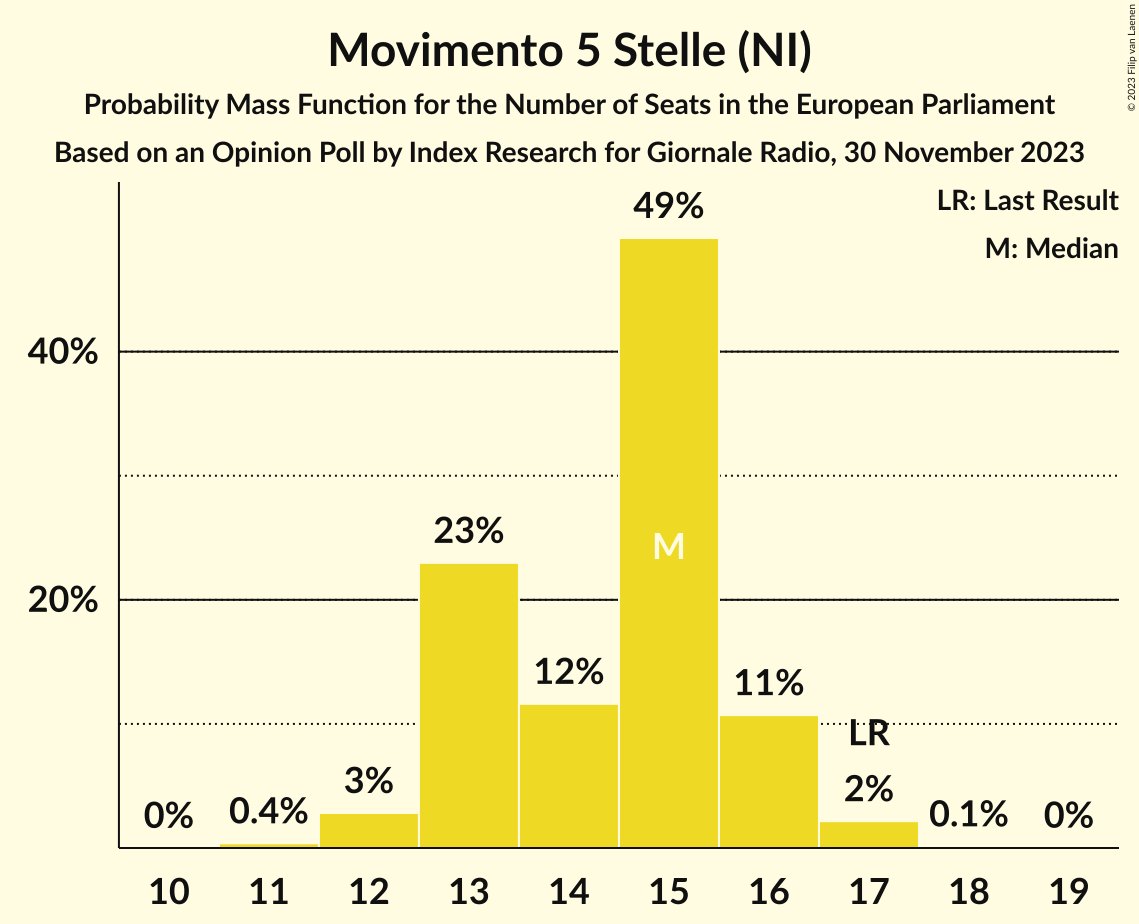 © 2023 Filip van Laenen
Movimento 5 Stelle (NI)
Probability Mass Function for the Number of Seats in the European Parliament
Based on an Opinion Poll by Index Research for Giornale Radio, 30 November 2023
LR: Last Result
M: Median
49%
40%
23%
M
20%
12%
11%
LR
3%
2%
0%
0.4%
0.1%
0%
10 11 12 13 14 15 16 17 18 19